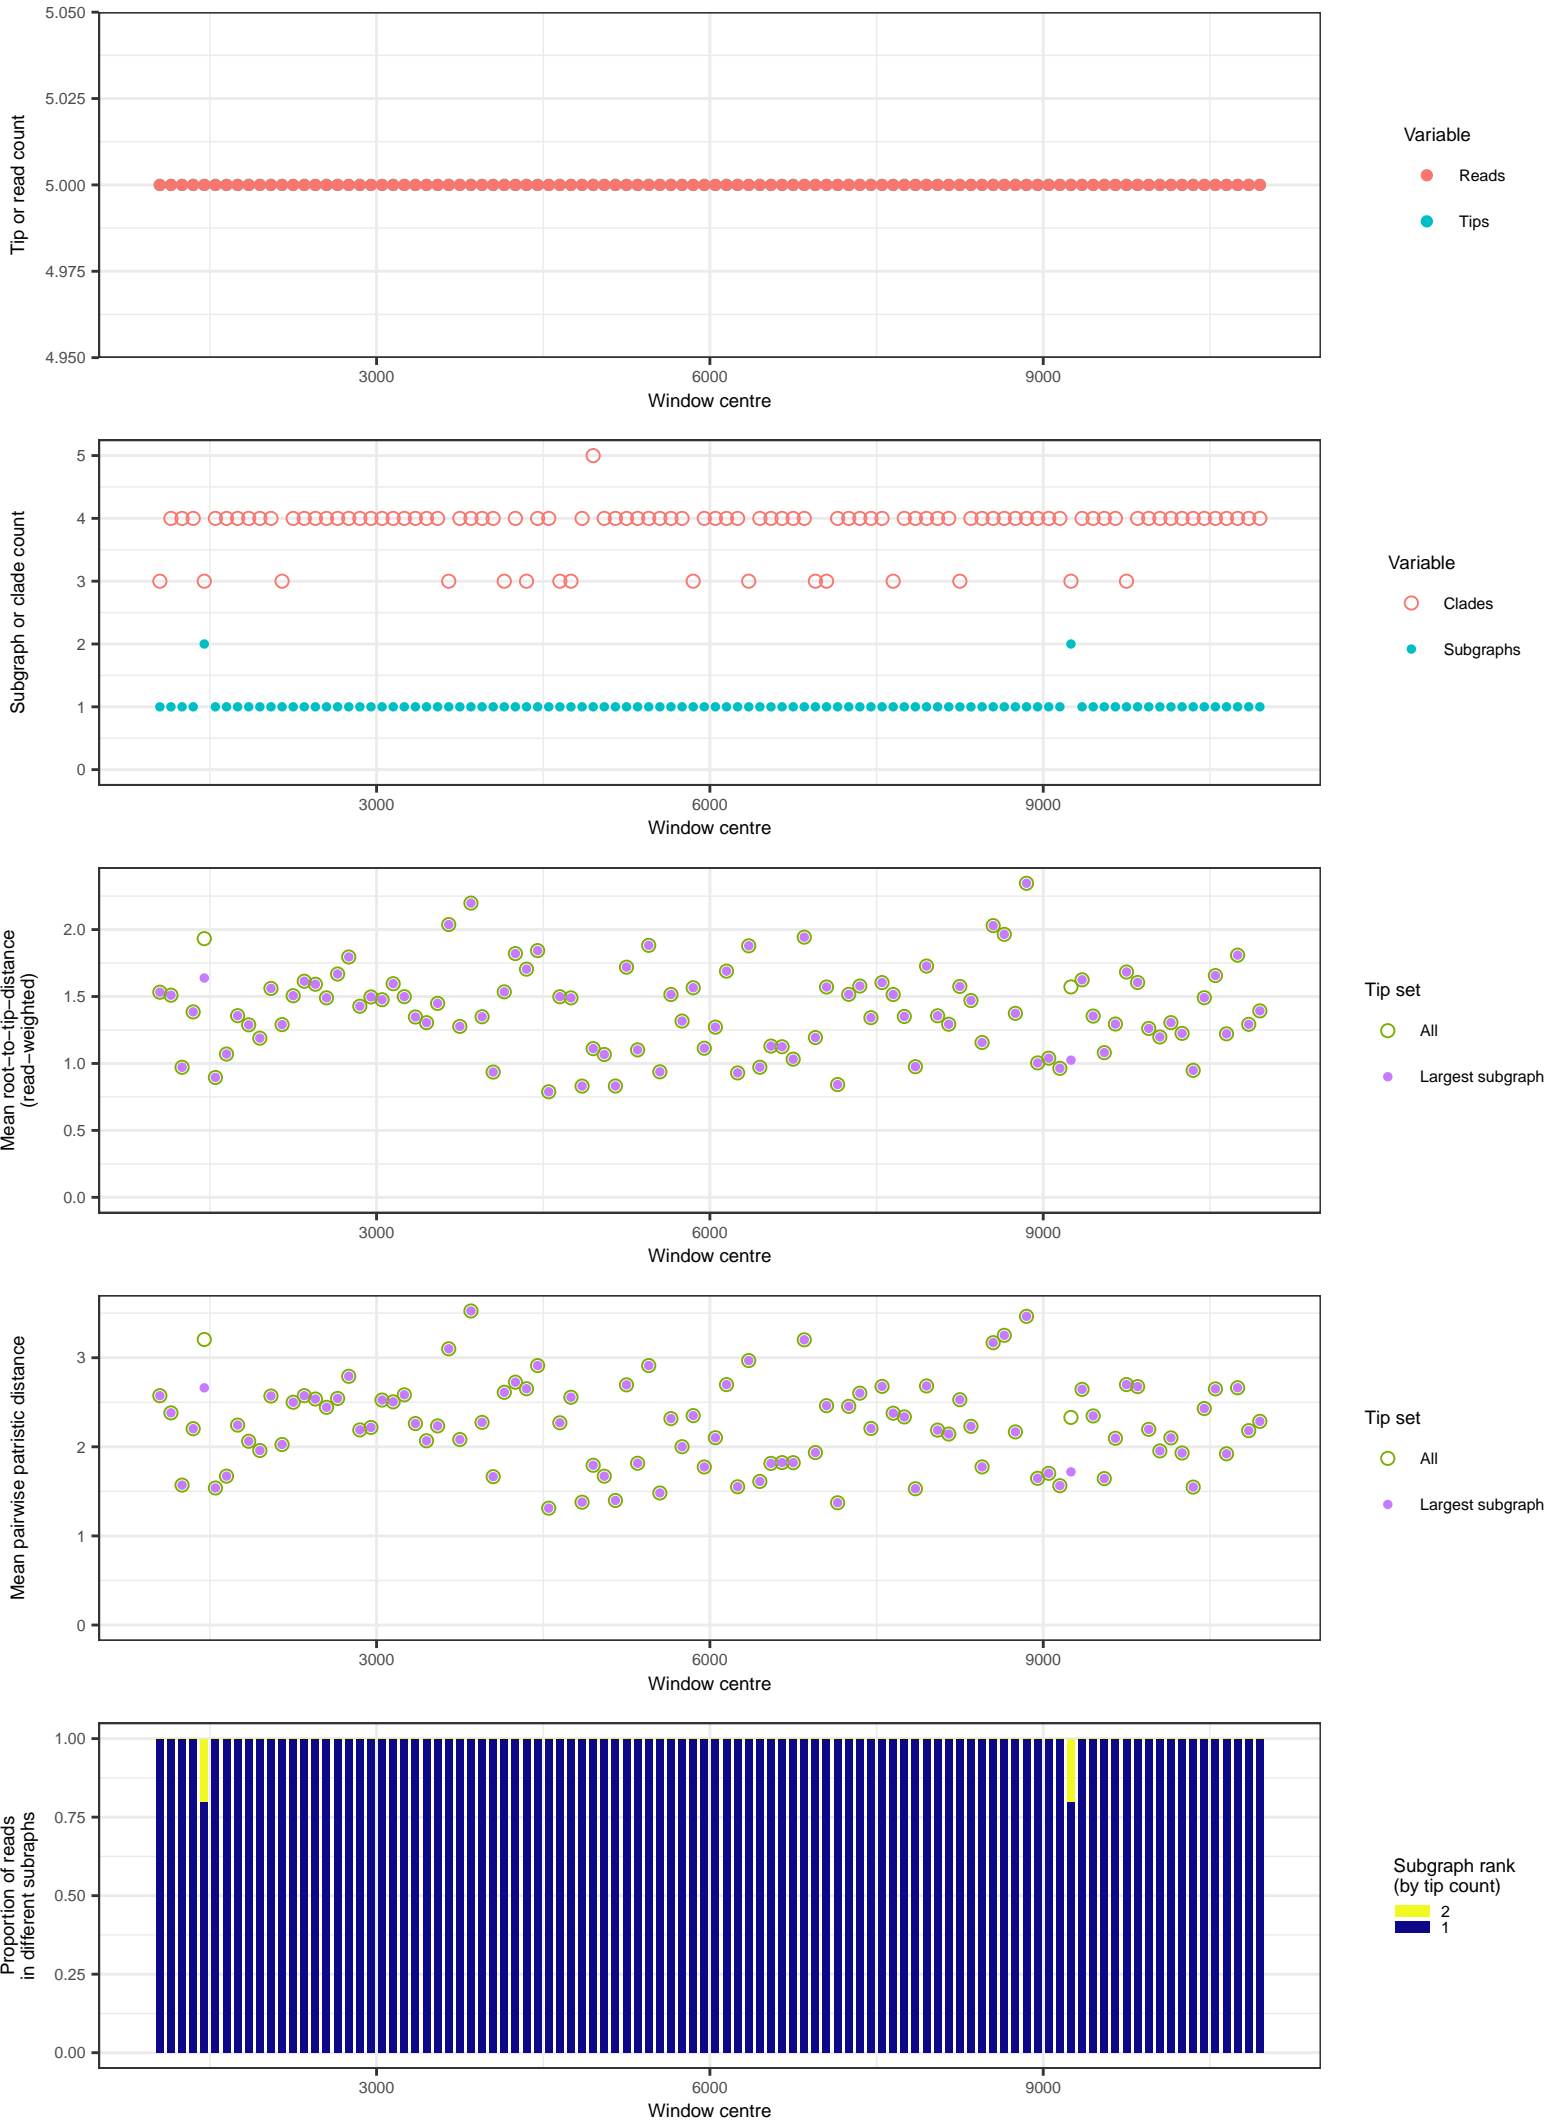 5.050
5.025
5.000
4.975
4.950
Tip or read count
3000
6000
9000
Window centre
Variable
Reads
Tips
5
4
3
2
1
0
Subgraph or clade count
3000
6000
9000
Window centre
Variable
Clades
Subgraphs
2.0
1.5
1.0
0.5
0.0
Mean root−to−tip−distance
(read−weighted)
3000
6000
9000
Window centre
Tip set
All
Largest subgraph
3
2
1
0
Mean pairwise patristic distance
3000
6000
9000
Window centre
Tip set
All
Largest subgraph
1.00
0.75
0.50
0.25
0.00
Proportion of reads
in different subraphs
3000
6000
9000
Window centre
Subgraph rank
(by tip count)
2
1